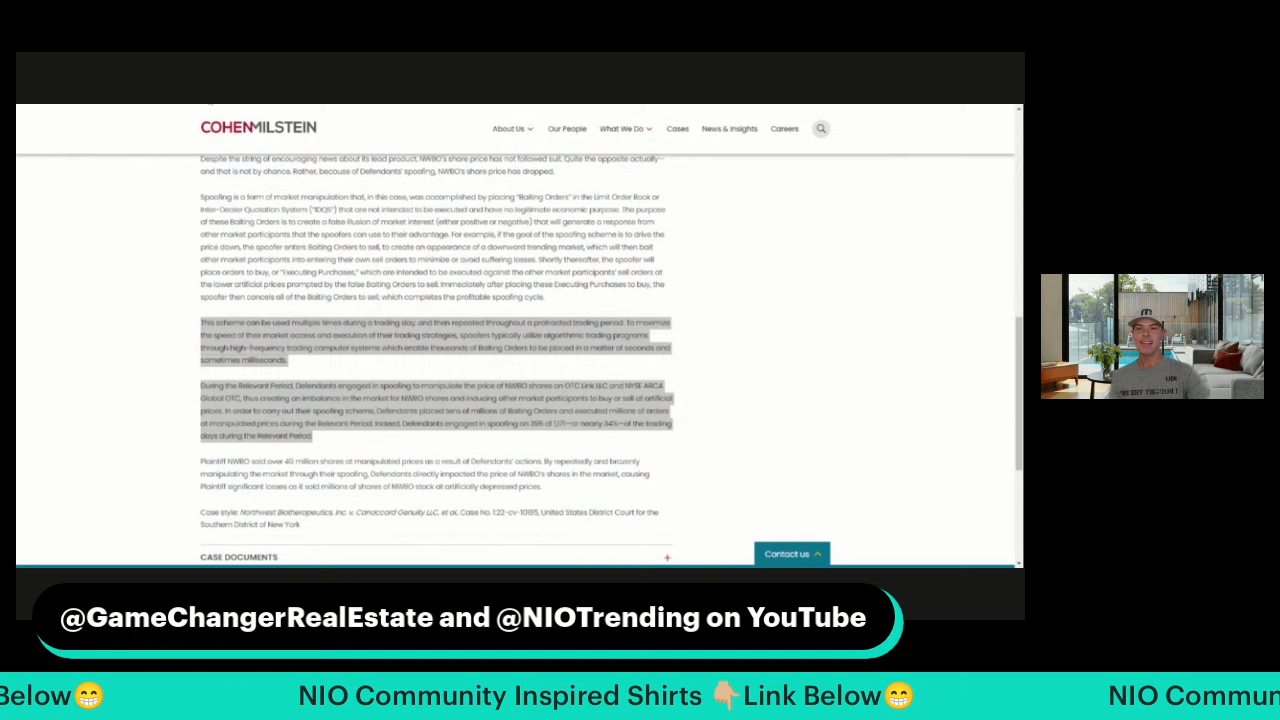 COHENMILSTEIN
About Us
Our People
What We Do
Cases
News & Insights
Careers
Despite the string of encouraging news about its lead product, NWBO's share price has not followed suit. Quite the opposite actually—
and that is not by chance. Rather, because of Defendants' spoofing, NWBO's share price has dropped.
Spoofing is a form of market manipulation that, in this case, was accomplished by placing "Baiting Orders" in the Limit Order Book or
Inter-Dealer Quotation System ("IDQS") that are not intended to be executed and have no legitimate economic purpose. The purpose
of these Baiting Orders is to create a false illusion of market interest (either positive or negative) that will generate a response from
other market participants that the spoofers can use to their advantage. For example, if the goal of the spoofing scheme is to drive the
price down, the spoofer enters Baiting Orders to sell, to create an appearance of a downward trending market, which will then bait
other market participants into entering their own sell orders to minimize or avoid suffering losses. Shortly thereafter, the spoofer will
place orders to buy, or "Executing Purchases," which are intended to be executed against the other market participants' sell orders at
the lower artificial prices prompted by the false Baiting Orders to sell. Immediately after placing these Executing Purchases to buy, the
spoofer then cancels all of the Baiting Orders to sell, which completes the profitable spoofing cycle.
This scheme can be used multiple times during a trading day, and then repeated throughout a protracted trading period. To maximize
the speed of their market access and execution of their trading strategies, spoofers typically utilize algorithmic trading programs
through high-frequency trading computer systems which enable thousands of Baiting Orders to be placed in a matter of seconds and
sometimes milliseconds.
During the Relevant Period, Defendants engaged in spoofing to manipulate the price of NWBO shares on OTC Link LLC and NYSE ARCA
Global OTC, thus creating an imbalance in the market for NWBO shares and inducing other market participants to buy or sell at artificial
prices. In order to carry out their spoofing scheme, Defendants placed tens of millions of Baiting Orders and executed millions of orders
at manipulated prices during the Relevant Period. Indeed, Defendants engaged in spoofing on 395 of 1,171—or nearly 34%—of the trading
days during the Relevant Period.
Plaintiff NWBO sold over 49 million shares at manipulated prices as a result of Defendants' actions. By repeatedly and brazenly
manipulating the market through their spoofing, Defendants directly impacted the price of NWBO's shares in the market, causing
Plaintiff significant losses as it sold millions of shares of NWBO stock at artificially depressed prices.
Case style: Northwest Biotherapeutics, Inc. v. Canaccord Genuity LLC, et al., Case No. 1:22-cv-10185, United States District Court for the
Southern District of New York
CASE DOCUMENTS +
Contact us
@GameChangerRealEstate and @NIOTrending on YouTube
Below😁 NIO Community Inspired Shirts 👇🏼Link Below😁 NIO Commun